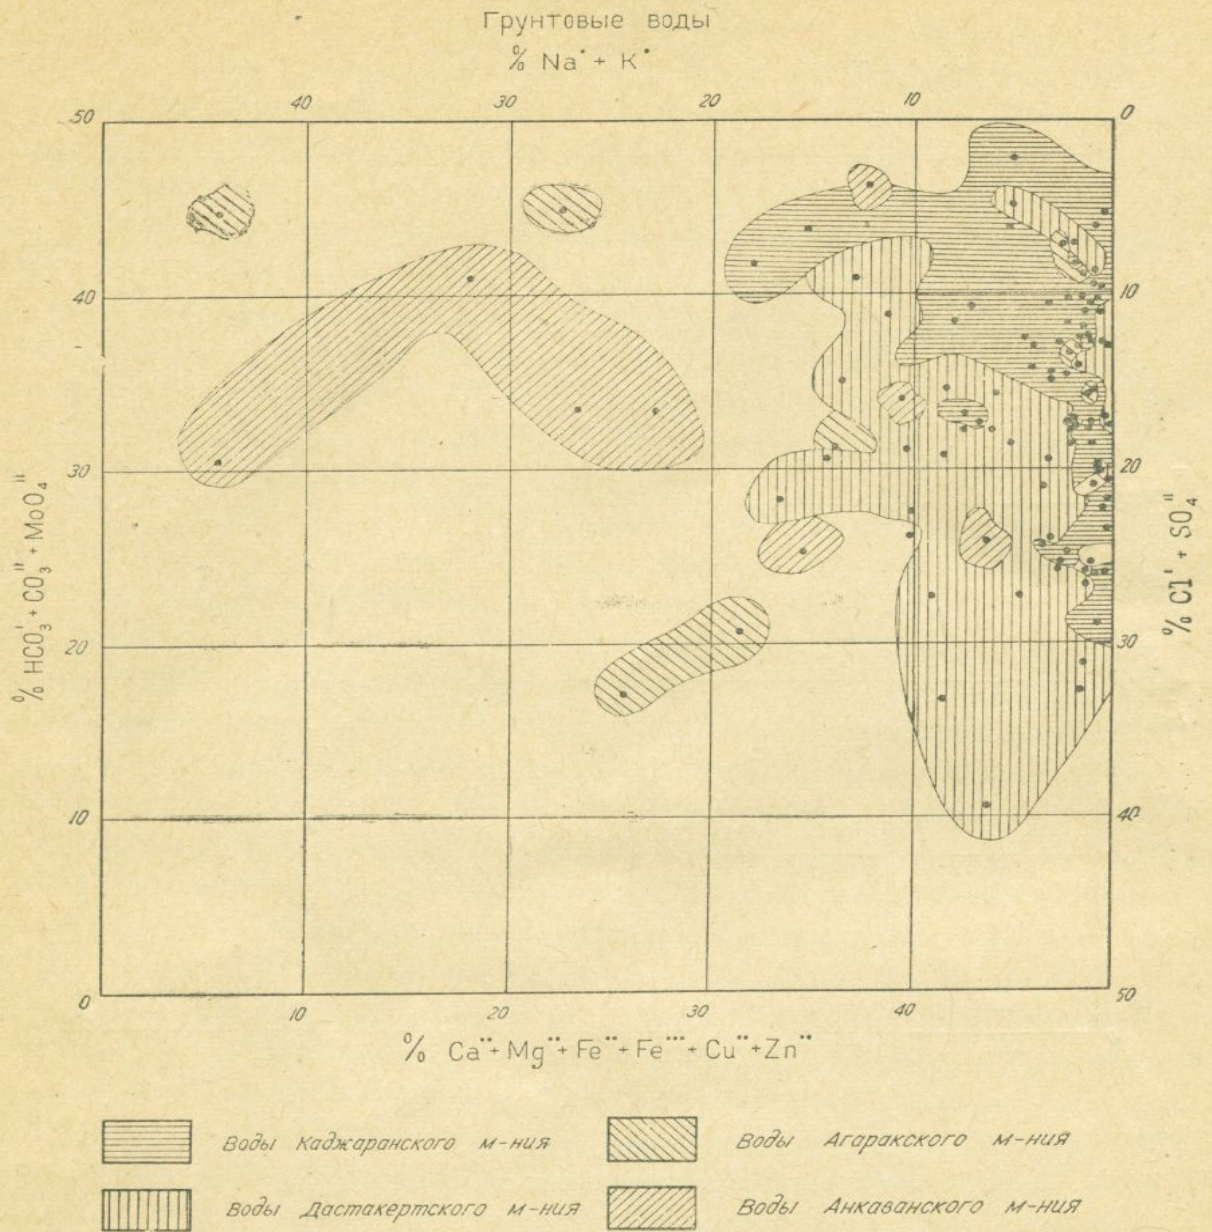 Грунтовые воды
% Na˙ + K˙
40 30 20 10
50 0
40 10
30 20
20 30
10 40
0 50
% HCO₃' + CO₃'' + MoO₄''
% Cl' + SO₄''
10 20 30 40
% Ca¨ + Mg¨ + Fe¨ + Fe˙˙˙ + Cu¨ + Zn¨
Воды Каджаранского м-ния
Воды Агаракского м-ния
Воды Дастакертского м-ния
Воды Анкаванского м-ния